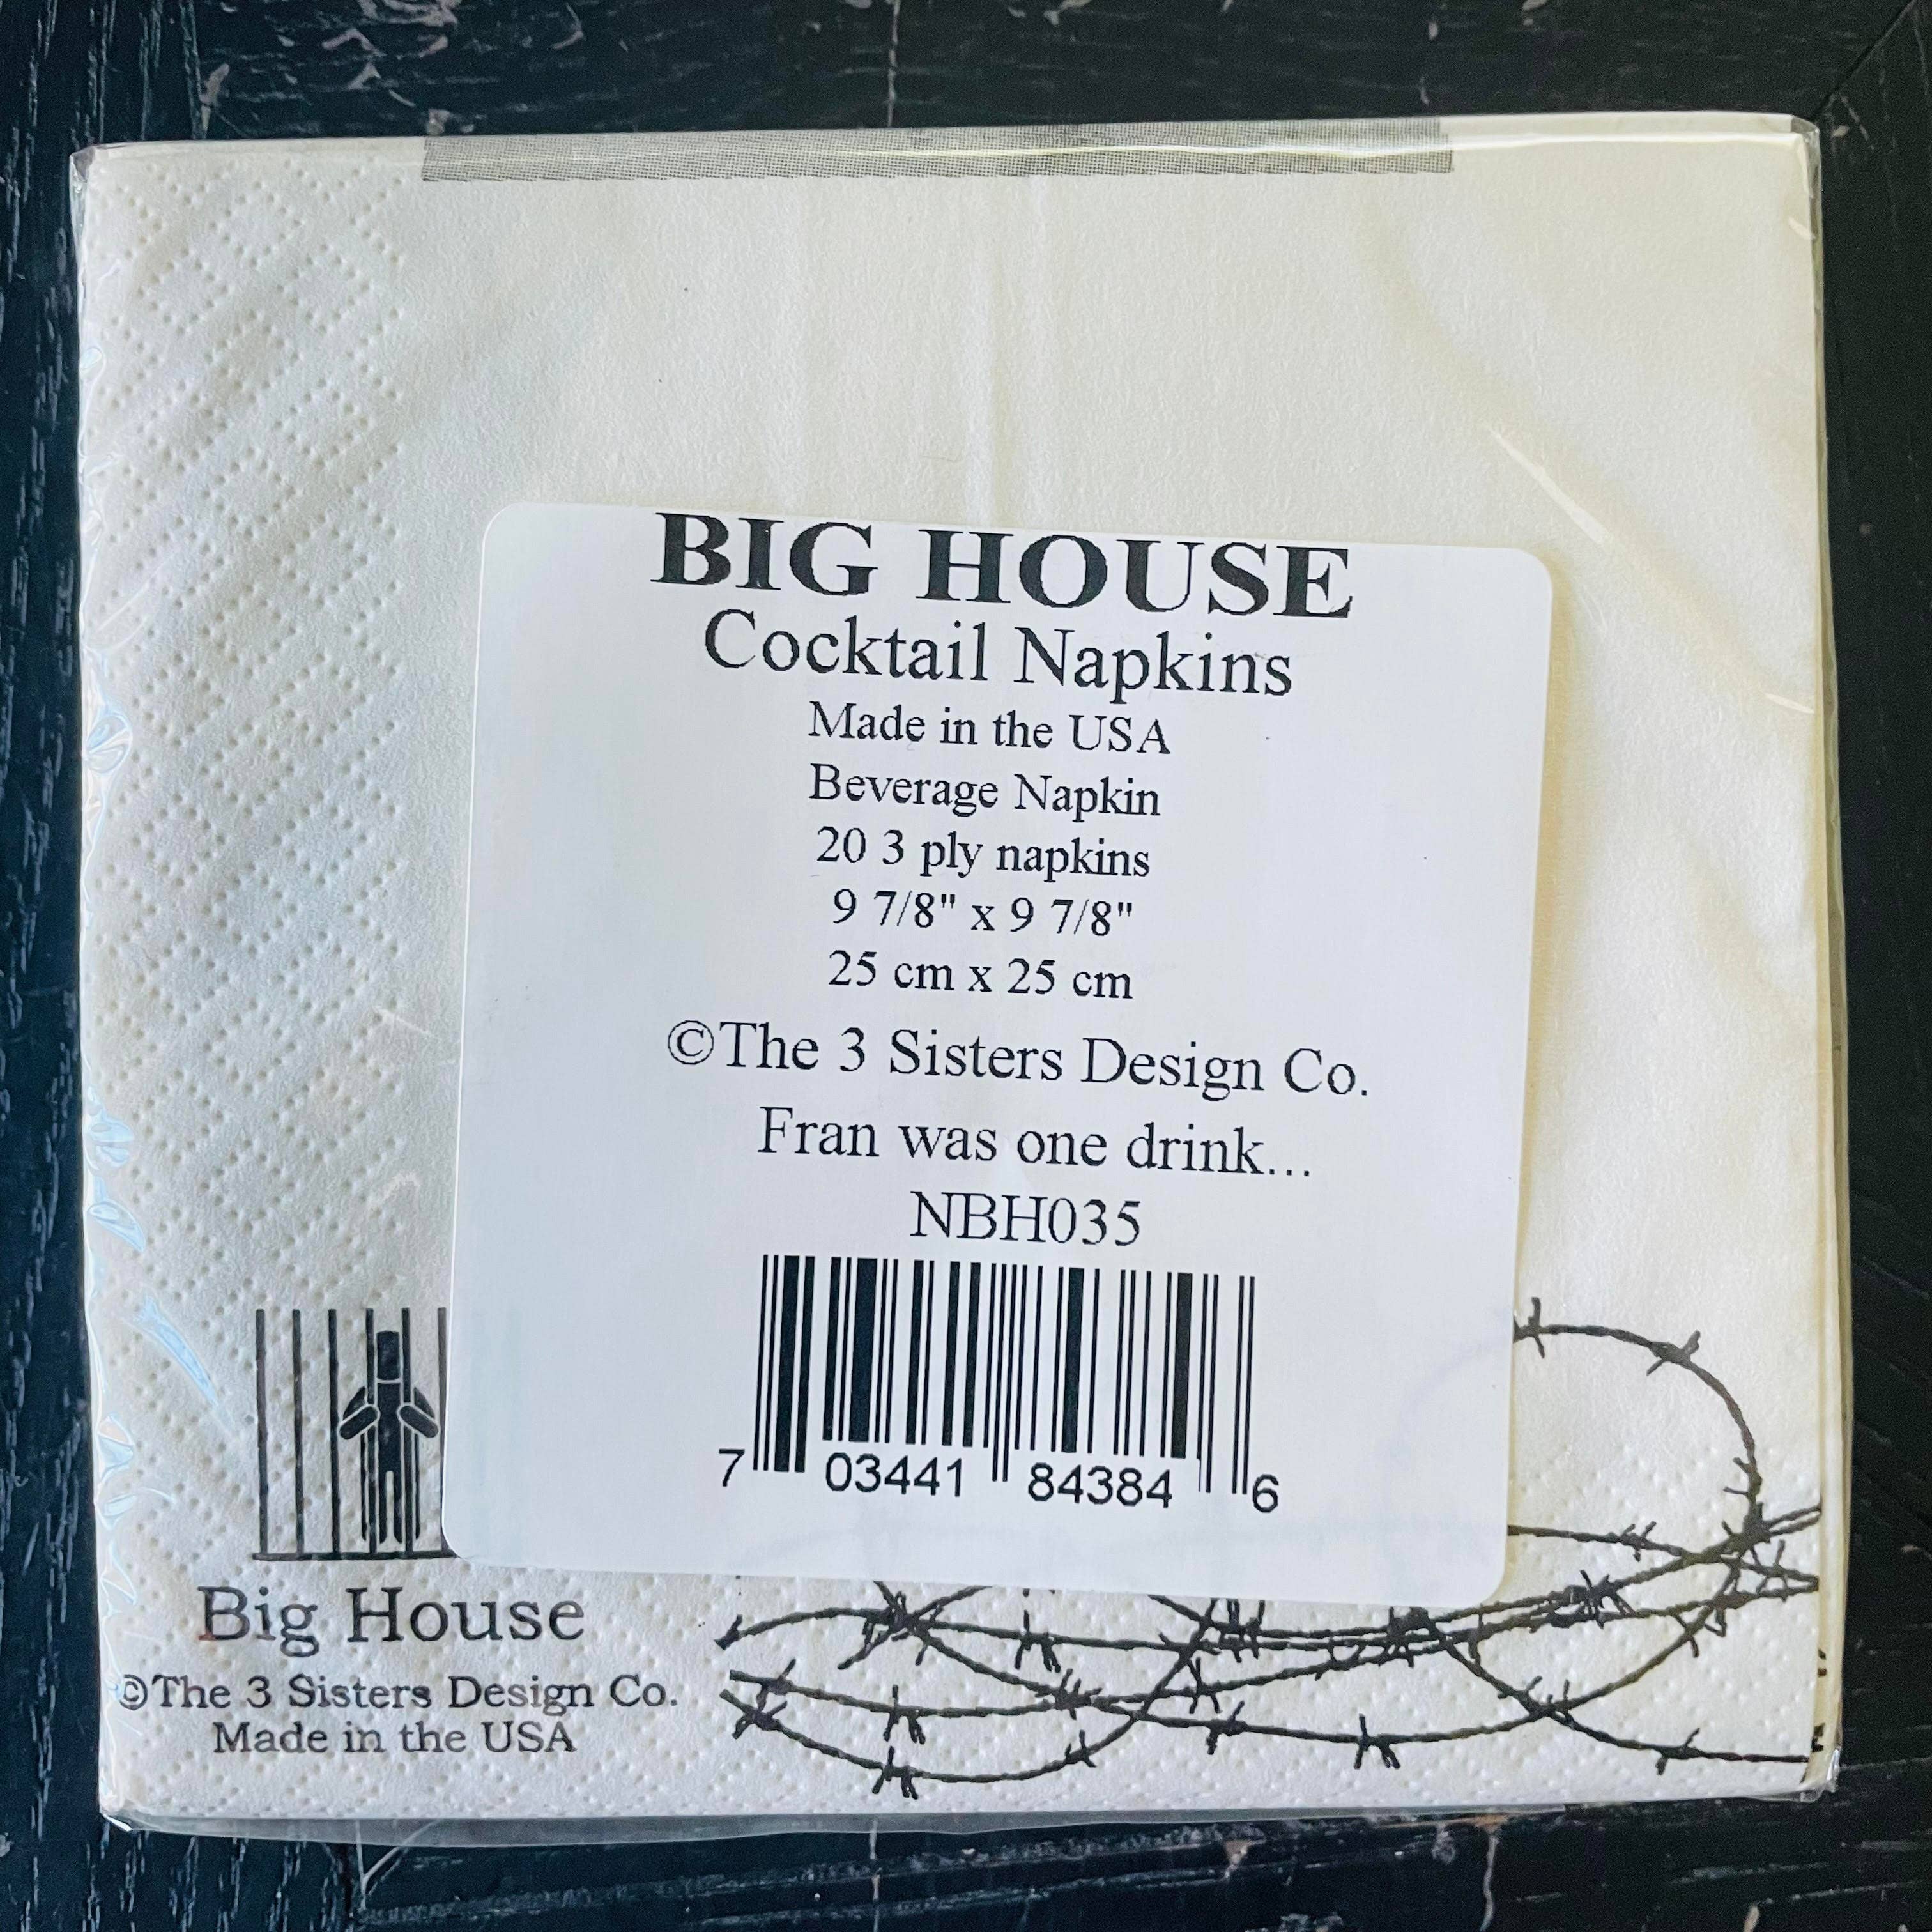 BIG HOUSE
Cocktail Napkins
Made in the USA
Beverage Napkin
20 3 ply napkins
9 7/8" x 9 7/8"
25 cm x 25 cm
©The 3 Sisters Design Co.
Fran was one drink...
NBH035
7 03441 84384 6
Big House
©The 3 Sisters Design Co.
Made in the USA